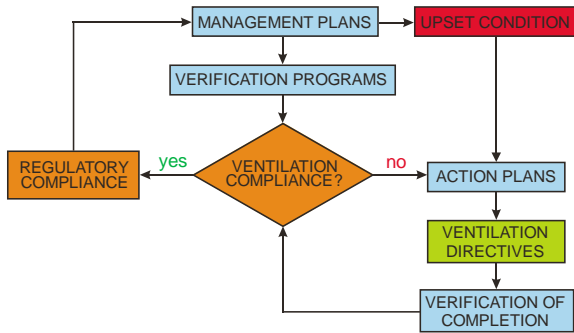 MANAGEMENT PLANS
UPSET CONDITION
VERIFICATION PROGRAMS
yes
no
REGULATORY
COMPLIANCE
VENTILATION
COMPLIANCE?
ACTION PLANS
VENTILATION
DIRECTIVES
VERIFICATION OF
COMPLETION